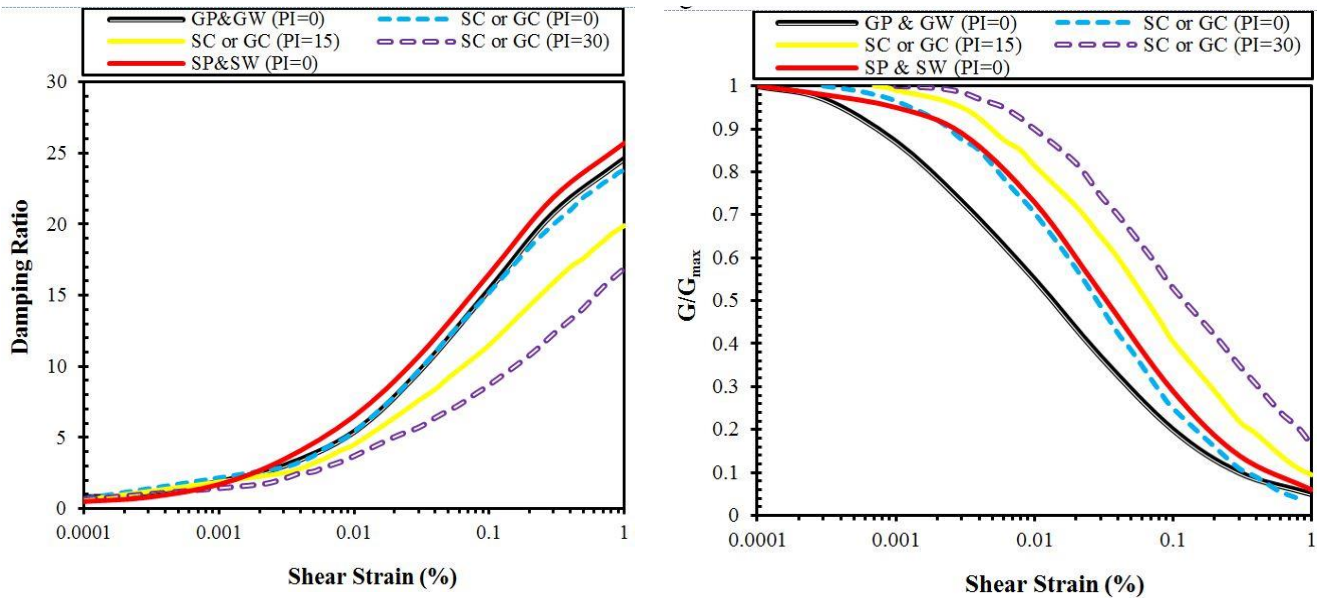 GP&GW (PI=0) SC or GC (PI=0)
SC or GC (PI=15) SC or GC (PI=30)
SP&SW (PI=0)
30
25
20
15
10
5
0
Damping Ratio
0.0001 0.001 0.01 0.1 1
Shear Strain (%)
GP & GW (PI=0) SC or GC (PI=0)
SC or GC (PI=15) SC or GC (PI=30)
SP & SW (PI=0)
1
0.9
0.8
0.7
0.6
0.5
0.4
0.3
0.2
0.1
0
G/Gmax
0.0001 0.001 0.01 0.1 1
Shear Strain (%)